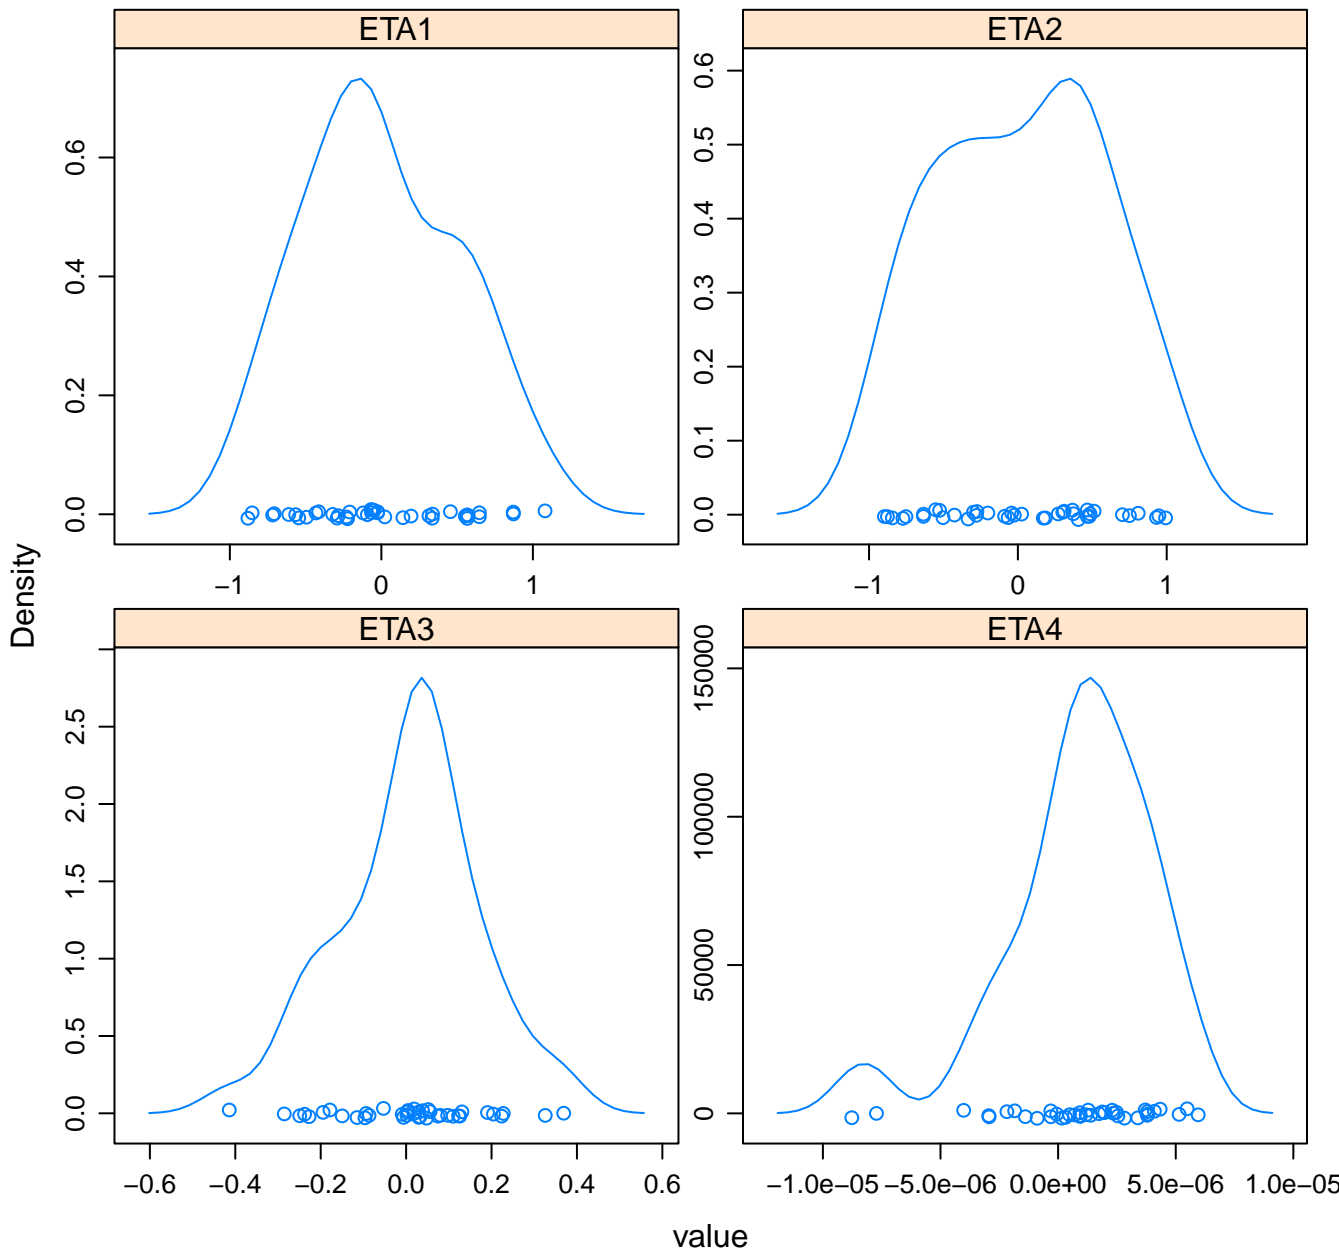 ETA1
ETA2
0.0 0.2 0.4 0.6
0.0 0.1 0.2 0.3 0.4 0.5 0.6
−1 0 1
−1 0 1
Density
ETA3
ETA4
0.0 0.5 1.0 1.5 2.0 2.5
0 50000 100000 150000
−0.6 −0.4 −0.2 0.0 0.2 0.4 0.6
−1.0e−05 −5.0e−06 0.0e+00 5.0e−06 1.0e−05
value